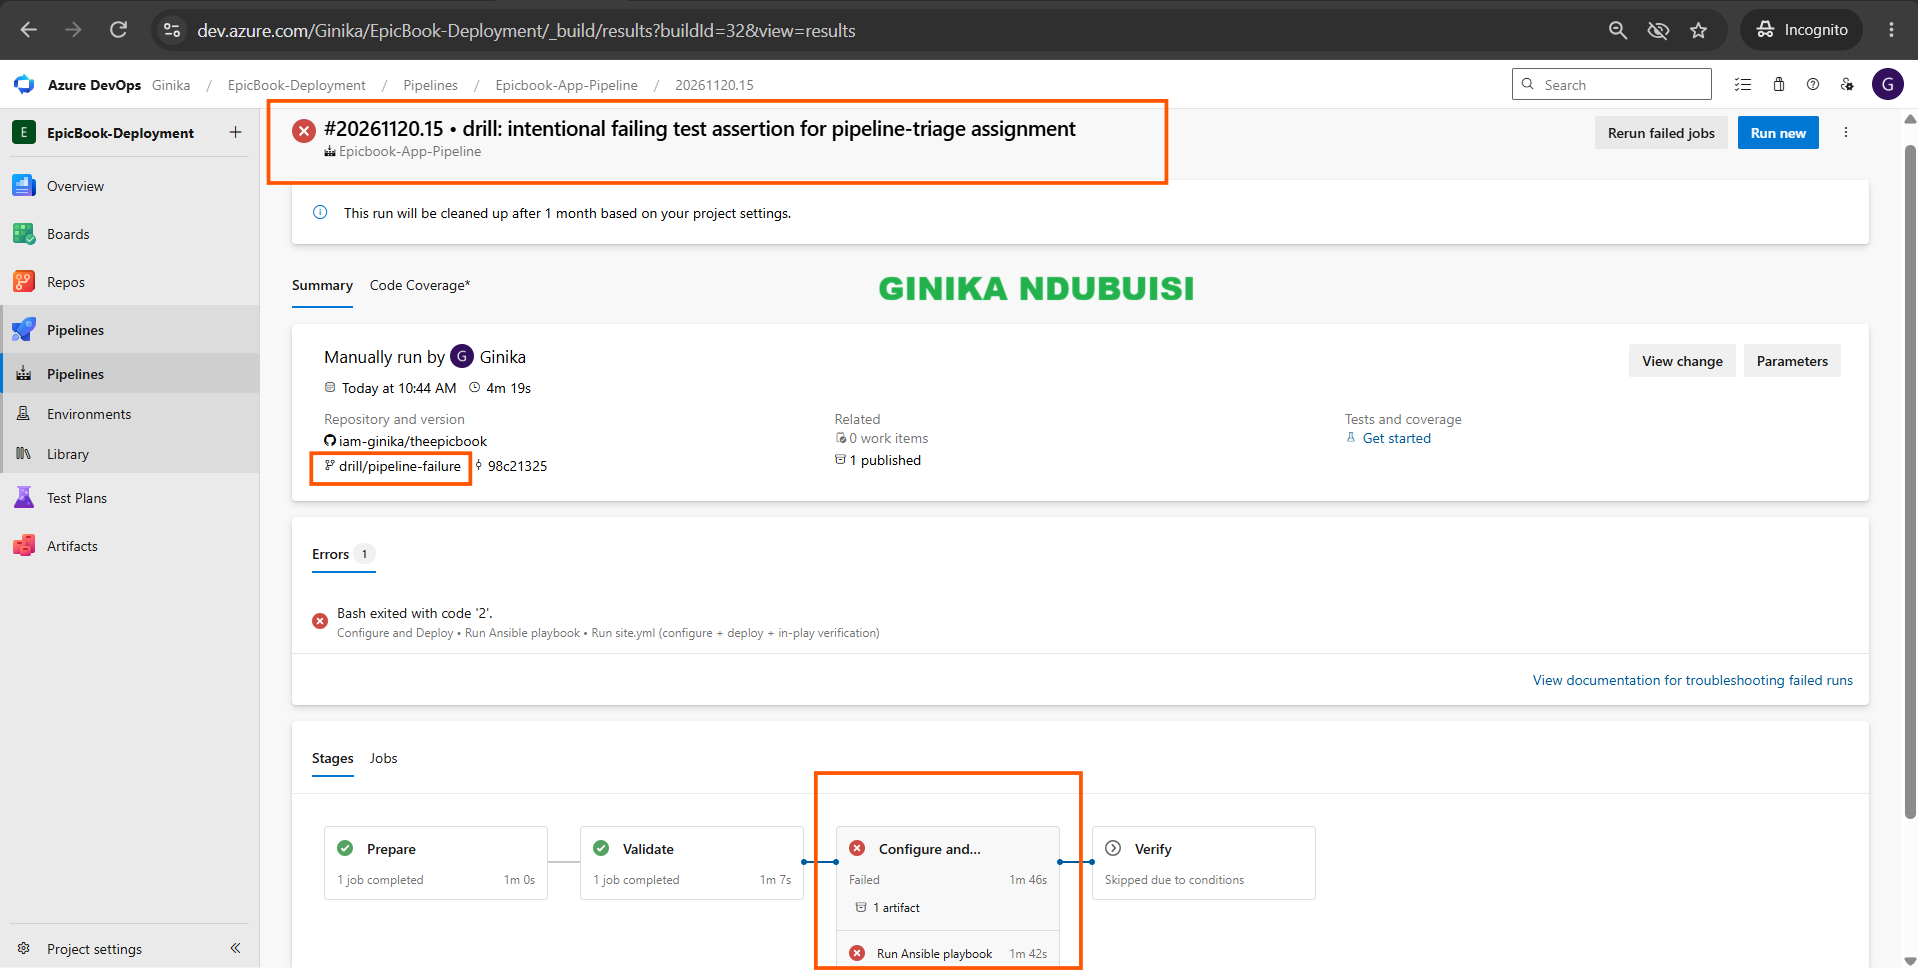 dev.azure.com/Ginika/EpicBook-Deployment/_build/results?buildId=32&view=results
Incognito
Azure DevOps Ginika / EpicBook-Deployment / Pipelines / Epicbook-App-Pipeline / 20261120.15
Search
G
E EpicBook-Deployment +
Overview
Boards
Repos
Pipelines
Pipelines
Environments
Library
Test Plans
Artifacts
Project settings
#20261120.15 • drill: intentional failing test assertion for pipeline-triage assignment
Epicbook-App-Pipeline
Rerun failed jobs
Run new
This run will be cleaned up after 1 month based on your project settings.
Summary Code Coverage*
GINIKA NDUBUISI
Manually run by G Ginika
View change
Parameters
Today at 10:44 AM 4m 19s
Repository and version
iam-ginika/theepicbook
drill/pipeline-failure 98c21325
Related
0 work items
1 published
Tests and coverage
Get started
Errors 1
Bash exited with code '2'.
Configure and Deploy • Run Ansible playbook • Run site.yml (configure + deploy + in-play verification)
View documentation for troubleshooting failed runs
Stages Jobs
Prepare
1 job completed 1m 0s
Validate
1 job completed 1m 7s
Configure and...
Failed 1m 46s
1 artifact
Run Ansible playbook 1m 42s
Verify
Skipped due to conditions